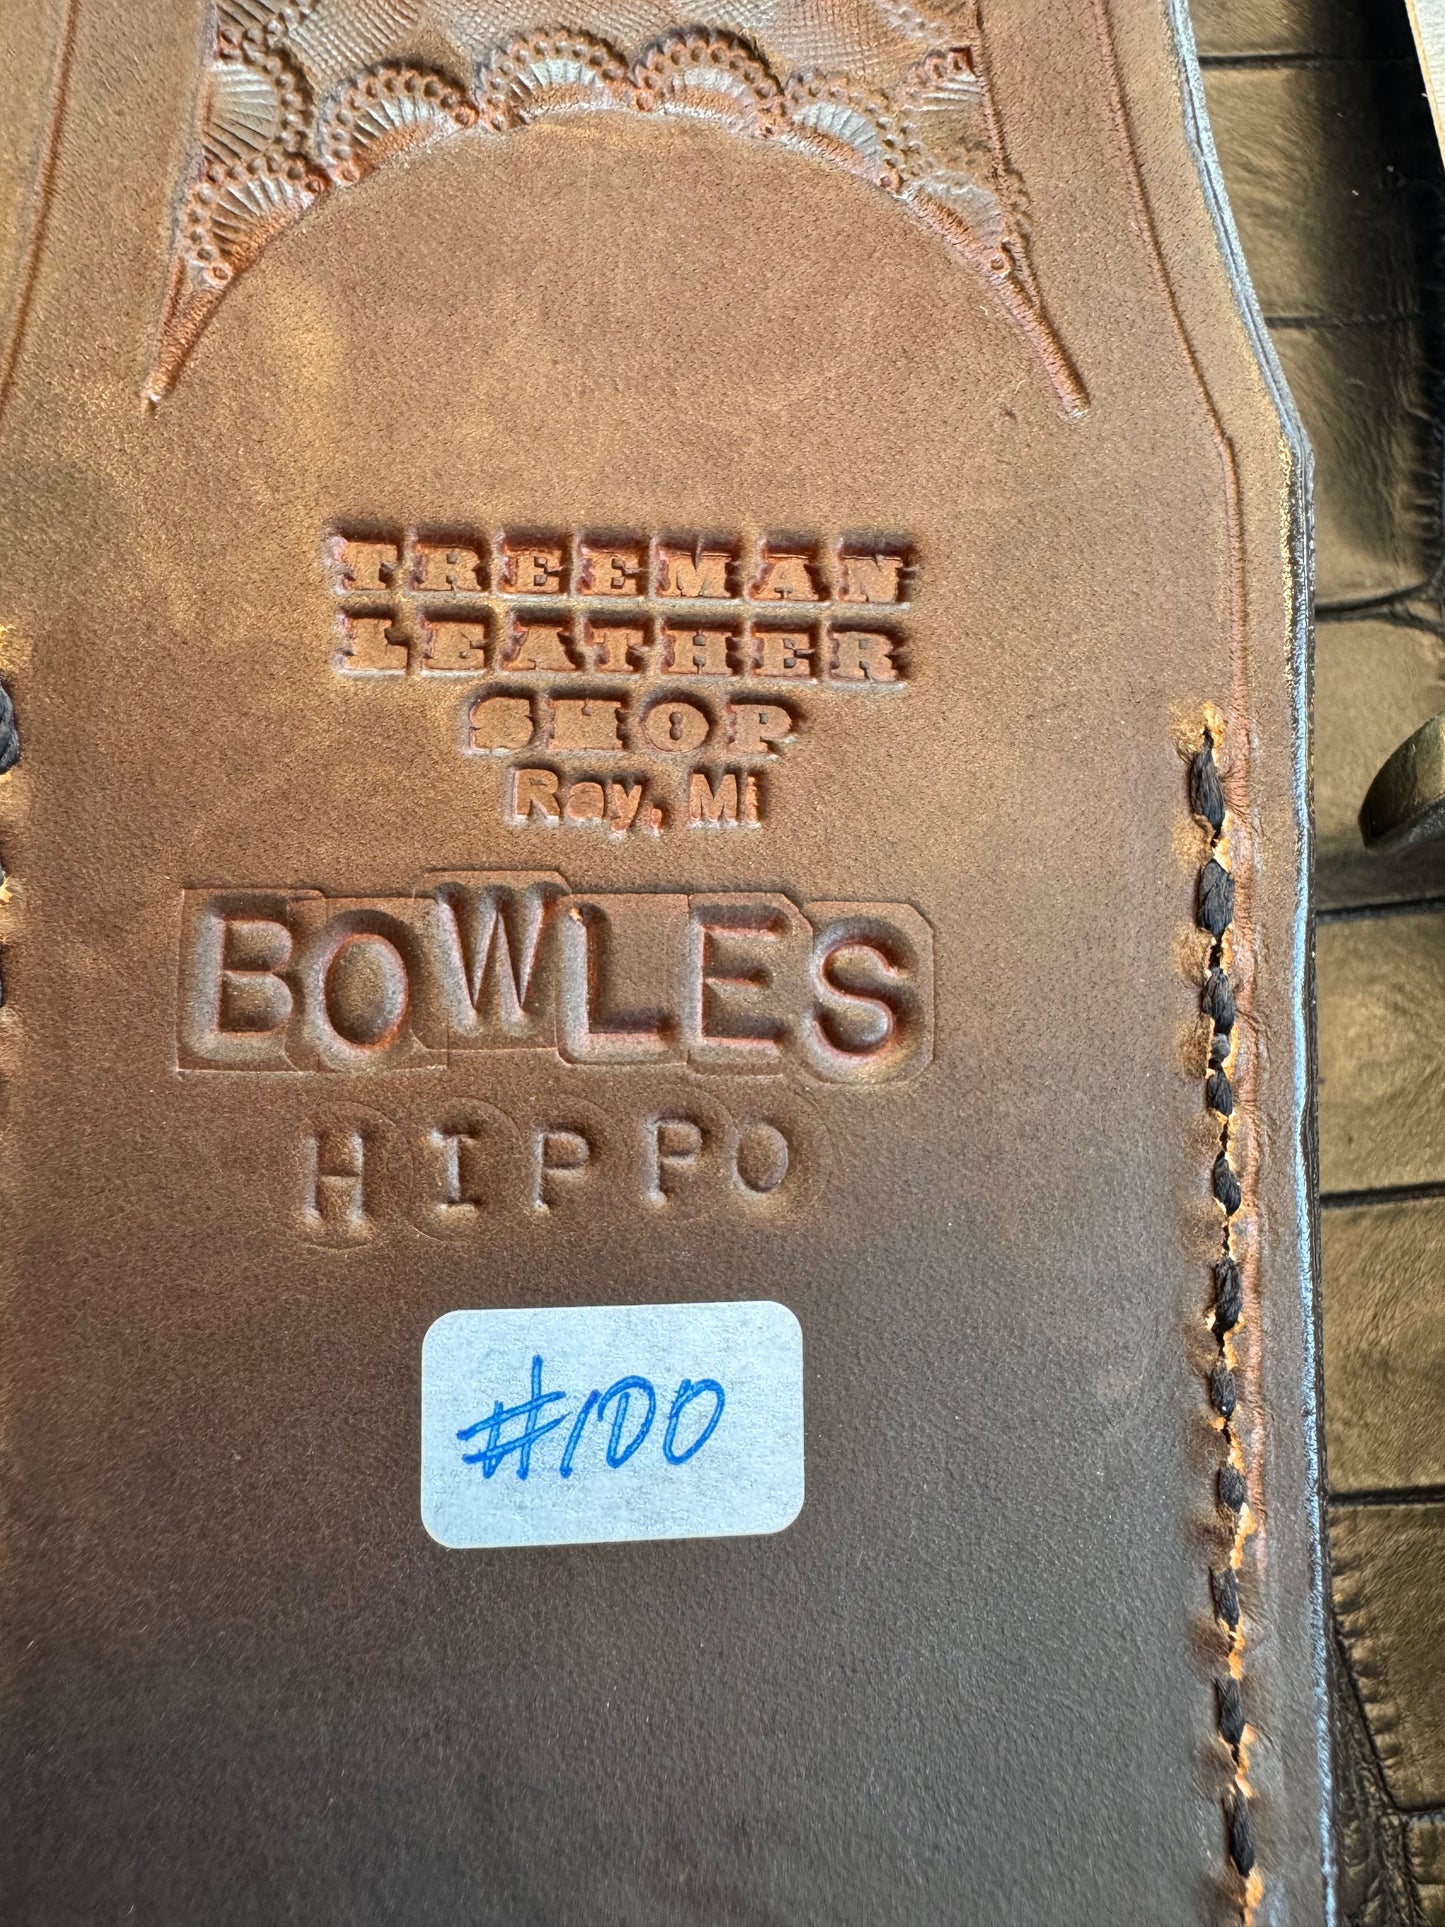 TREEMAN
LEATHER
SHOP
Ray, Mi
BOWLES
HIPPO
#100